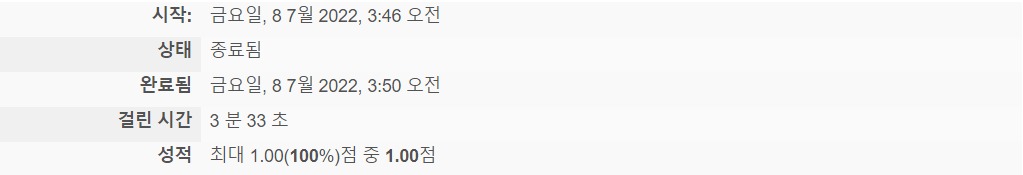 시작: 금요일, 8 7월 2022, 3:46 오전
상태 종료됨
완료됨 금요일, 8 7월 2022, 3:50 오전
걸린 시간 3 분 33 초
성적 최대 1.00(100%)점 중 1.00점